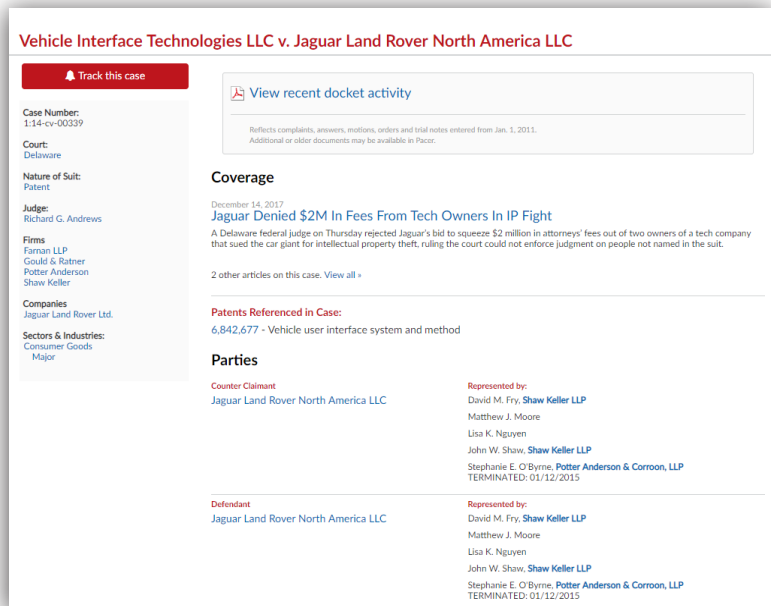 Vehicle Interface Technologies LLC v. Jaguar Land Rover North America LLC
Track this case
Case Number:
1:14-cv-00339
Court:
Delaware
Nature of Suit:
Patent
Judge:
Richard G. Andrews
Firms
Farnan LLP
Gould & Ratner
Potter Anderson
Shaw Keller
Companies
Jaguar Land Rover Ltd.
Sectors & Industries:
Consumer Goods
Major
View recent docket activity
Reflects complaints, answers, motions, orders and trial notes entered from Jan. 1, 2011.
Additional or older documents may be available in Pacer.
Coverage
December 14, 2017
Jaguar Denied $2M In Fees From Tech Owners In IP Fight
A Delaware federal judge on Thursday rejected Jaguar's bid to squeeze $2 million in attorneys' fees out of two owners of a tech company
that sued the car giant for intellectual property theft, ruling the court could not enforce judgment on people not named in the suit.
2 other articles on this case. View all »
Patents Referenced in Case:
6,842,677 - Vehicle user interface system and method
Parties
Counter Claimant
Jaguar Land Rover North America LLC
Represented by:
David M. Fry, Shaw Keller LLP
Matthew J. Moore
Lisa K. Nguyen
John W. Shaw, Shaw Keller LLP
Stephanie E. O'Byrne, Potter Anderson & Corroon, LLP
TERMINATED: 01/12/2015
Defendant
Jaguar Land Rover North America LLC
Represented by:
David M. Fry, Shaw Keller LLP
Matthew J. Moore
Lisa K. Nguyen
John W. Shaw, Shaw Keller LLP
Stephanie E. O'Byrne, Potter Anderson & Corroon, LLP
TERMINATED: 01/12/2015